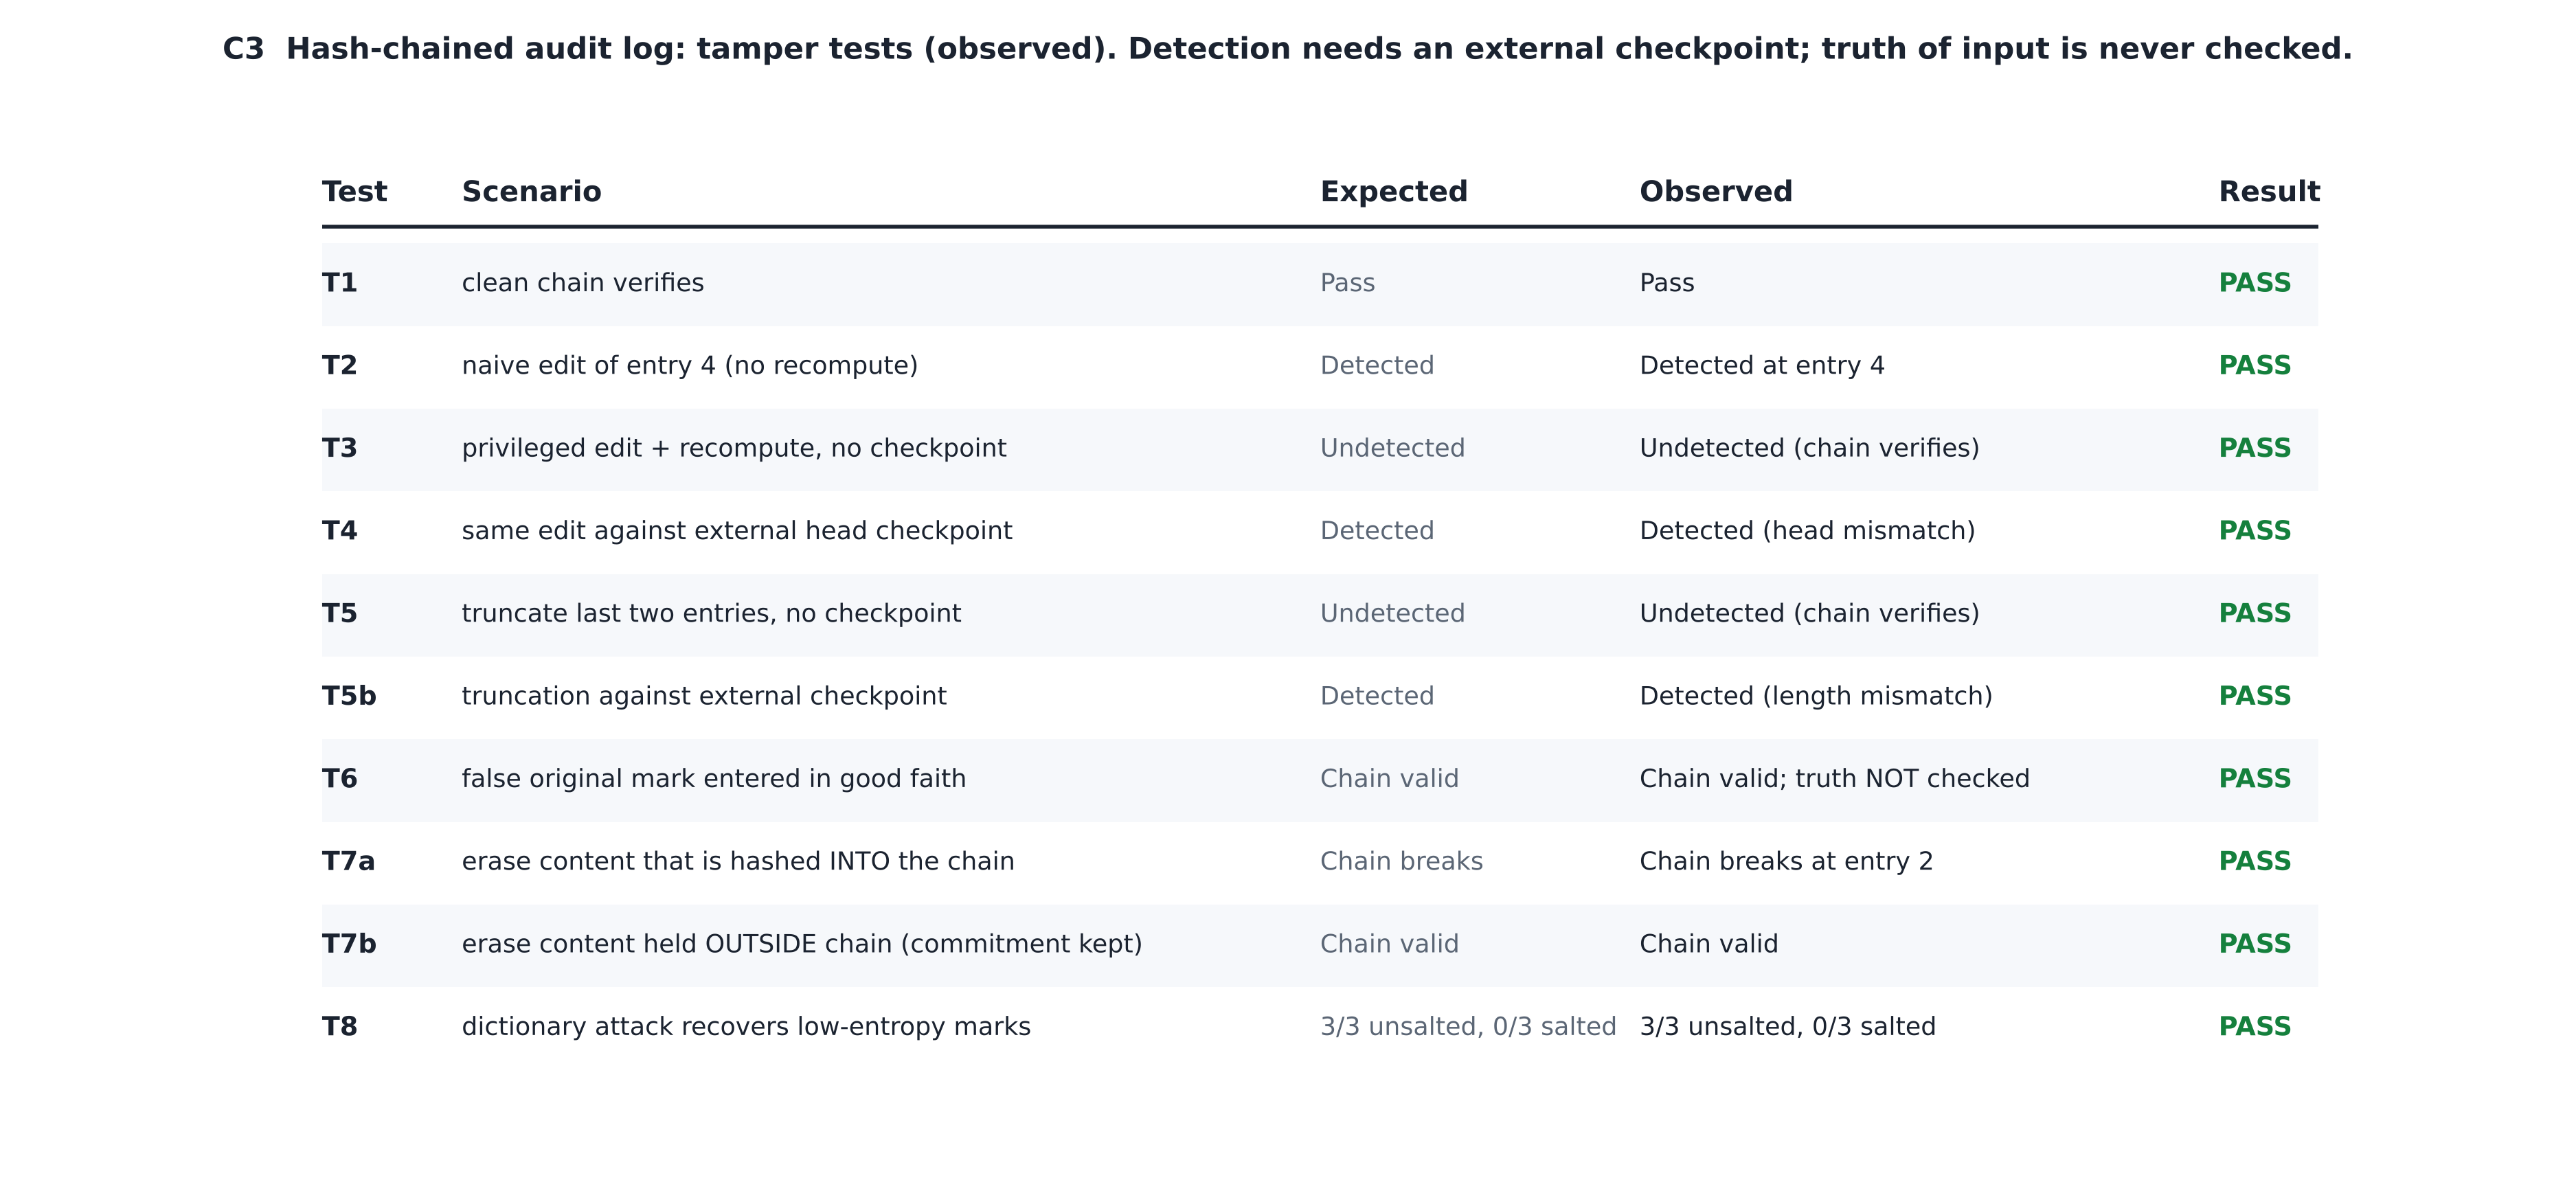 C3 Hash-chained audit log: tamper tests (observed). Detection needs an external checkpoint; truth of input is never checked.
Test Scenario Expected Observed Result
T1 clean chain verifies Pass Pass PASS
T2 naive edit of entry 4 (no recompute) Detected Detected at entry 4 PASS
T3 privileged edit + recompute, no checkpoint Undetected Undetected (chain verifies) PASS
T4 same edit against external head checkpoint Detected Detected (head mismatch) PASS
T5 truncate last two entries, no checkpoint Undetected Undetected (chain verifies) PASS
T5b truncation against external checkpoint Detected Detected (length mismatch) PASS
T6 false original mark entered in good faith Chain valid Chain valid; truth NOT checked PASS
T7a erase content that is hashed INTO the chain Chain breaks Chain breaks at entry 2 PASS
T7b erase content held OUTSIDE chain (commitment kept) Chain valid Chain valid PASS
T8 dictionary attack recovers low-entropy marks 3/3 unsalted, 0/3 salted 3/3 unsalted, 0/3 salted PASS